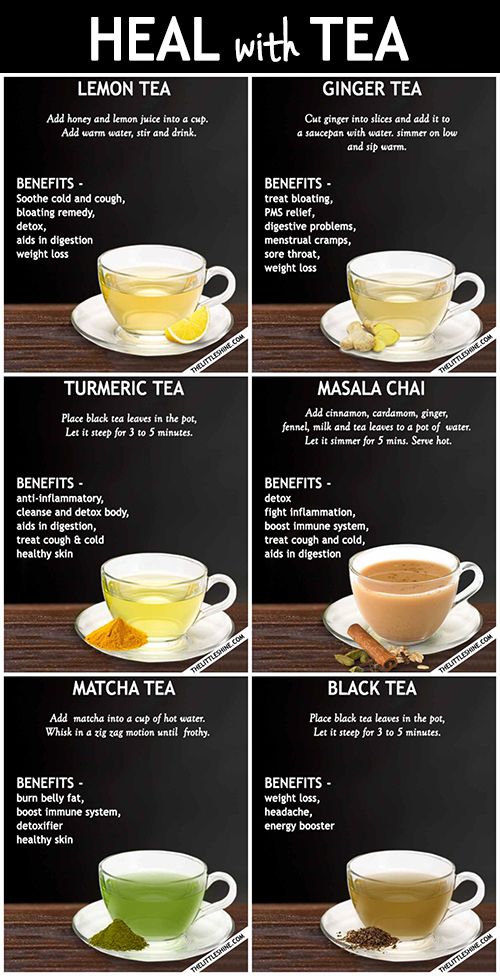 HEAL with TEA
LEMON TEA
Add honey and lemon juice into a cup.
Add warm water, stir and drink.
BENEFITS -
Soothe cold and cough,
bloating remedy,
detox,
aids in digestion
weight loss
THELITTLESHINE.COM
GINGER TEA
Cut ginger into slices and add it to
a saucepan with water. simmer on low
and sip warm.
BENEFITS -
treat bloating,
PMS relief,
digestive problems,
menstrual cramps,
sore throat,
weight loss
THELITTLESHINE.COM
TURMERIC TEA
Place black tea leaves in the pot,
Let it steep for 3 to 5 minutes.
BENEFITS -
anti-inflammatory,
cleanse and detox body,
aids in digestion,
treat cough & cold
healthy skin
THELITTLESHINE.COM
MASALA CHAI
Add cinnamon, cardamom, ginger,
fennel, milk and tea leaves to a pot of water.
Let it simmer for 5 mins. Serve hot.
BENEFITS -
detox
fight inflammation,
boost immune system,
treat cough and cold,
aids in digestion
THELITTLESHINE.COM
MATCHA TEA
Add matcha into a cup of hot water.
Whisk in a zig zag motion until frothy.
BENEFITS -
burn belly fat,
boost immune system,
detoxifier
healthy skin
THELITTLESHINE.COM
BLACK TEA
Place black tea leaves in the pot,
Let it steep for 3 to 5 minutes.
BENEFITS -
weight loss,
headache,
energy booster
THELITTLESHINE.COM